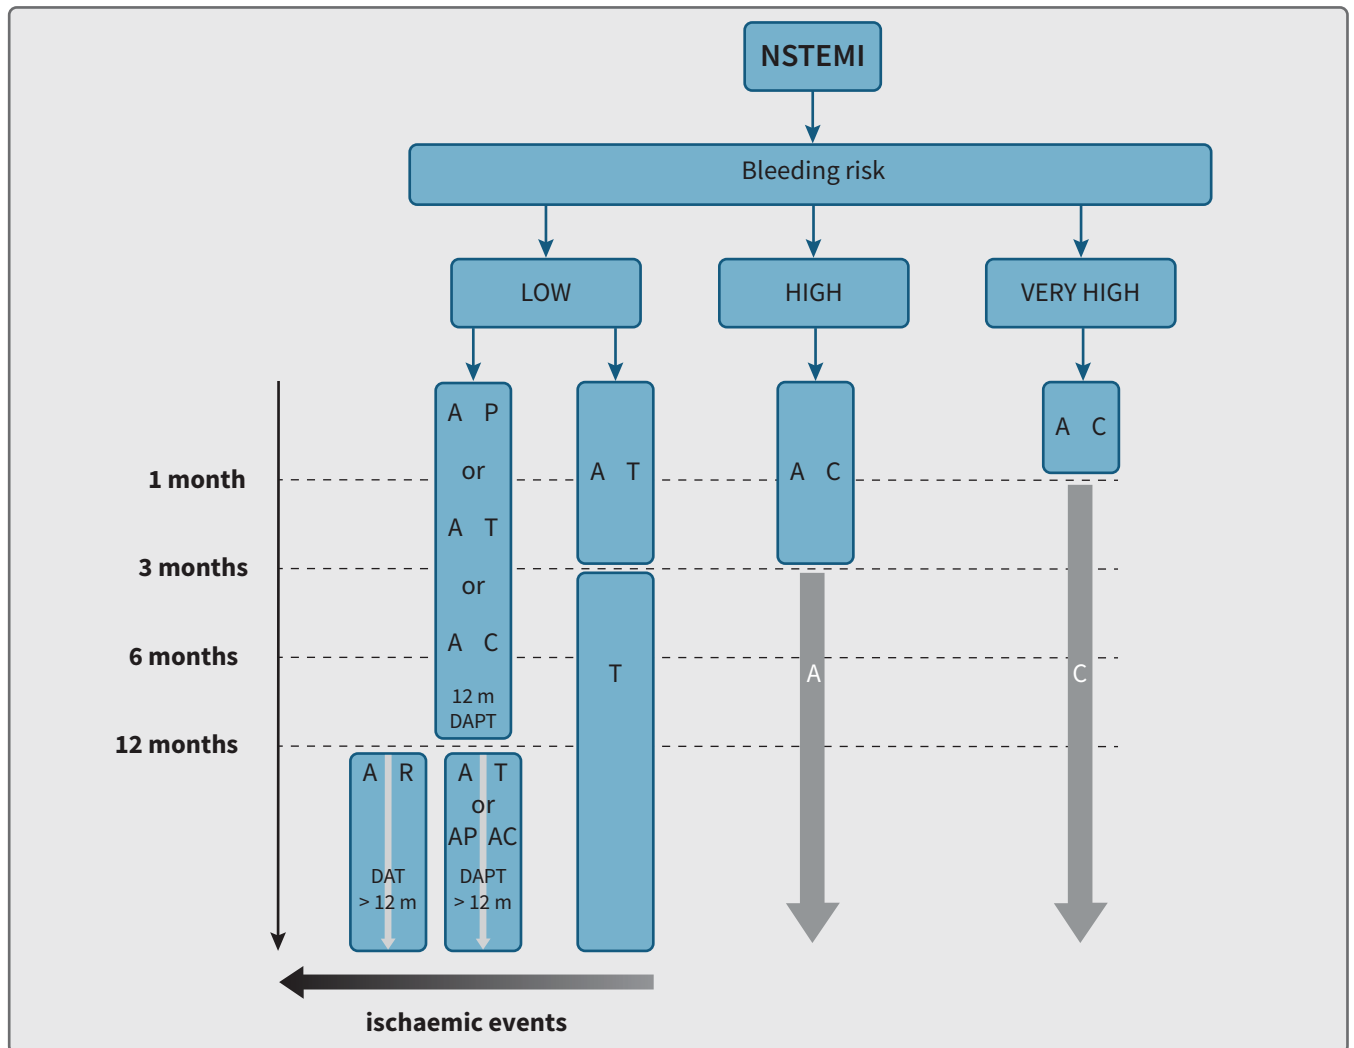 NSTEMI
Bleeding risk
LOW
HIGH
VERY HIGH
A P
or
A T
or
A C
12 m
DAPT
A T
T
A C
A
A C
C
1 month
3 months
6 months
12 months
A R
DAT
> 12 m
A T
or
AP AC
DAPT
> 12 m
ischaemic events